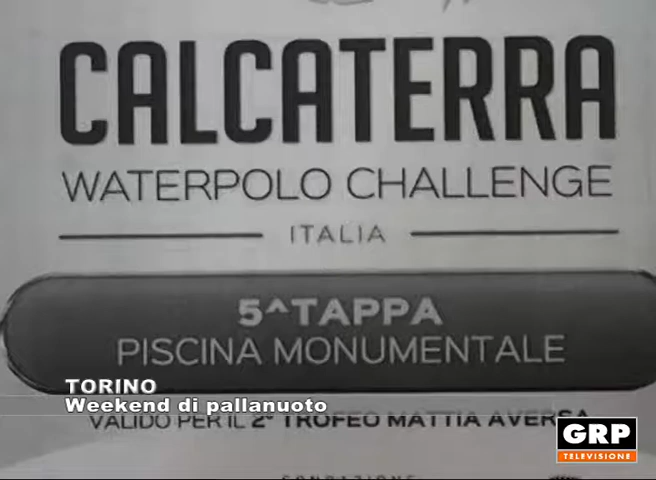 CALCATERRA
WATERPOLO CHALLENGE
ITALIA
5^TAPPA
PISCINA MONUMENTALE
TORINO
Weekend di pallanuoto
VALIDO PER IL 2° TROFEO MATTIA AVERSA
GRP
TELEVISIONE